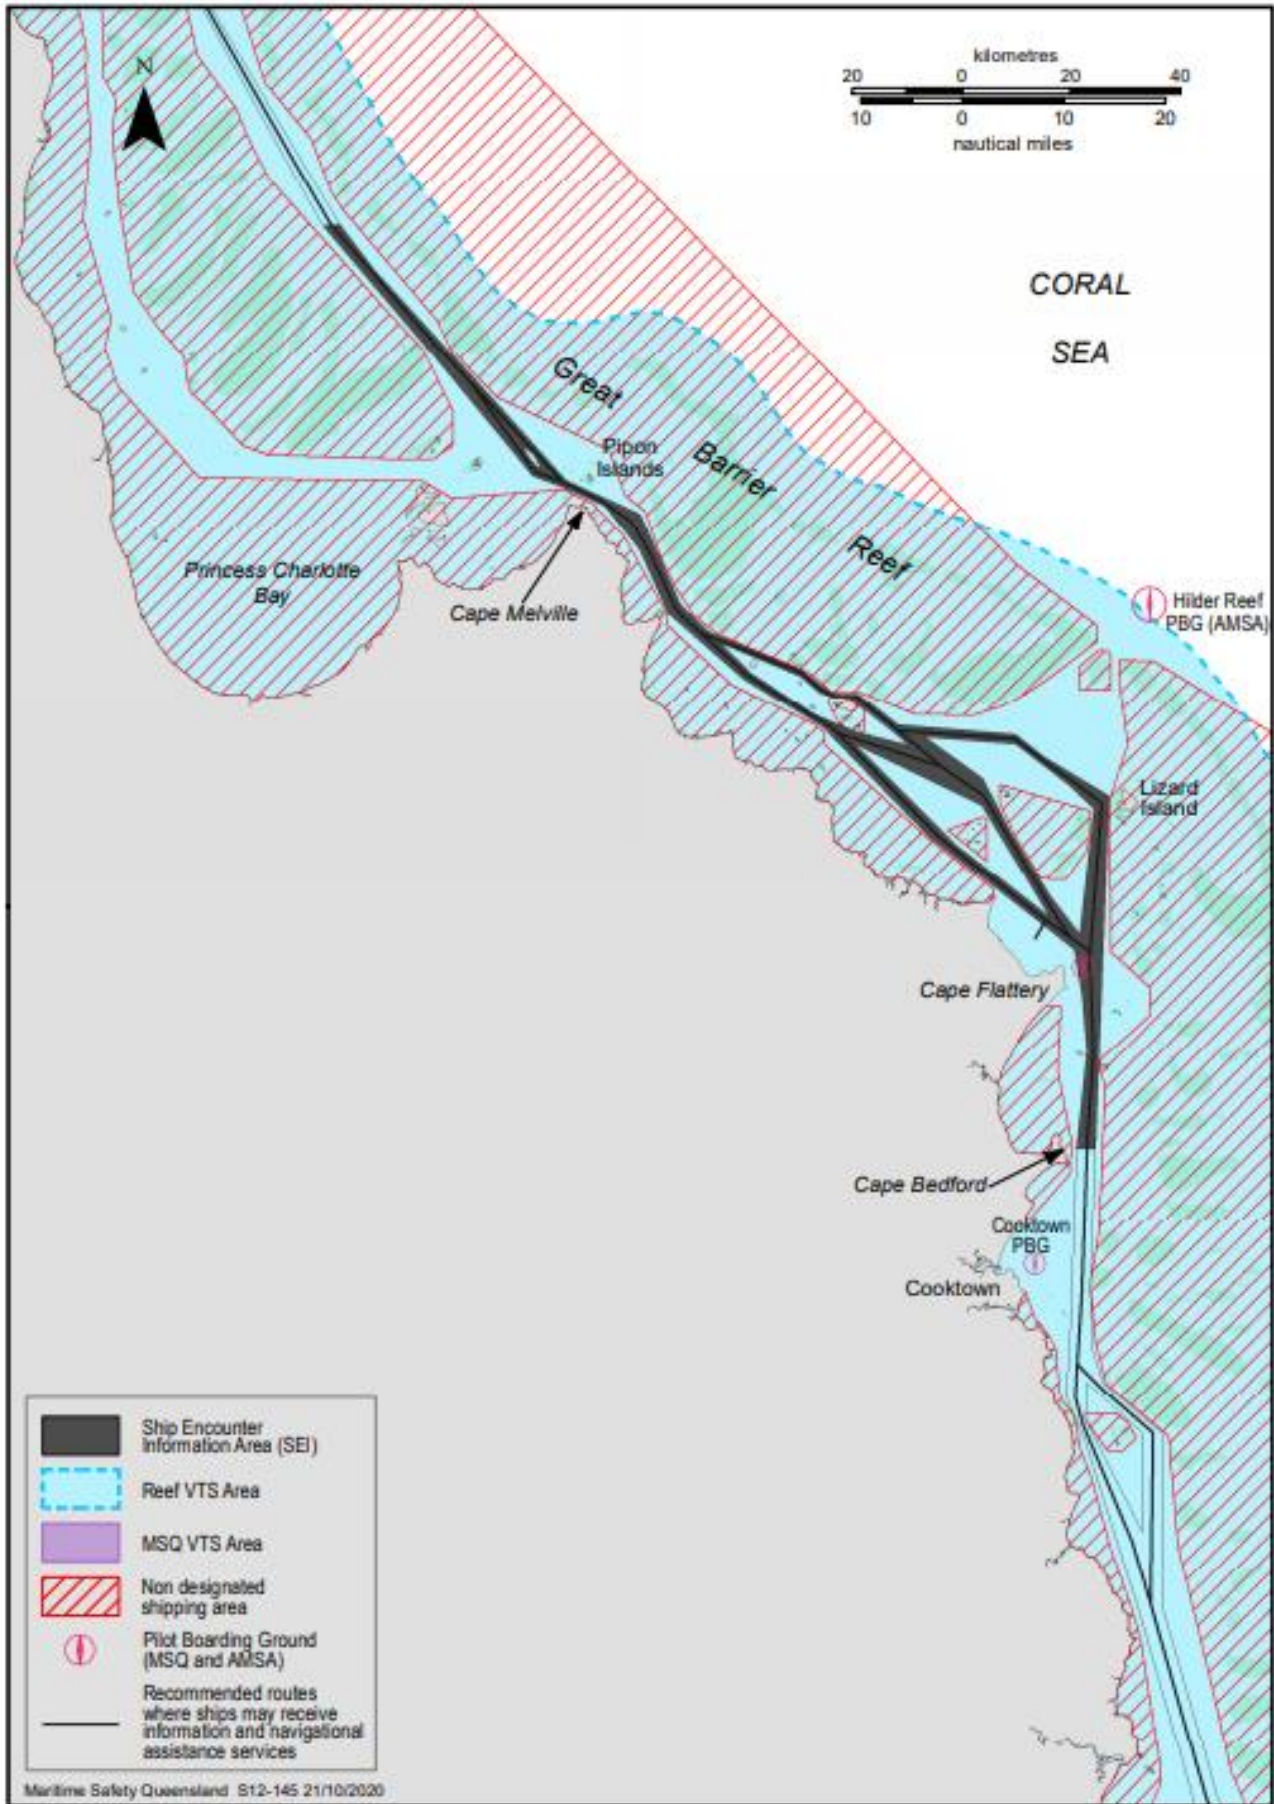 N
kilometres
20 0 20 40
10 0 10 20
nautical miles
CORAL
SEA
Great
Barrier
Reef
Pipon
Islands
Princess Charlotte
Bay
Cape Melville
Hilder Reef
PBG (AMSA)
Lizard
Island
Cape Flattery
Cape Bedford
Cooktown
PBG
Cooktown
Ship Encounter
Information Area (SEI)
Reef VTS Area
MSQ VTS Area
Non designated
shipping area
Pilot Boarding Ground
(MSQ and AMSA)
Recommended routes
where ships may receive
information and navigational
assistance services
Maritime Safety Queensland S12-145 21/10/2020